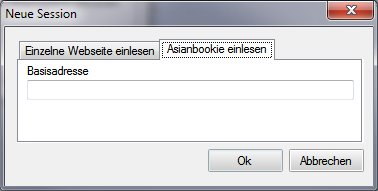 Neue Session
Einzelne Webseite einlesen
Asianbookie einlesen
Basisadresse
Ok
Abbrechen